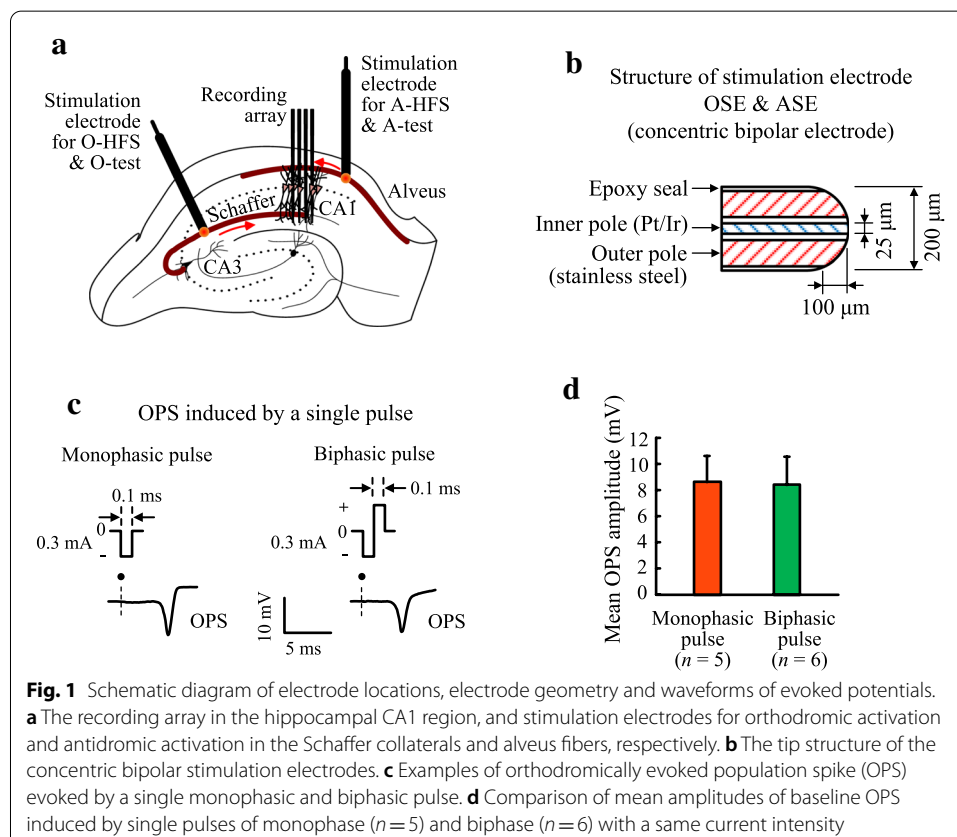 a
Stimulation
electrode
for O-HFS
& O-test
Recording
array
Stimulation
electrode
for A-HFS
& A-test
Schaffer
CA1
Alveus
CA3
b
Structure of stimulation electrode
OSE & ASE
(concentric bipolar electrode)
Epoxy seal
Inner pole (Pt/Ir)
Outer pole
(stainless steel)
25 μm
200 μm
100 μm
c
OPS induced by a single pulse
Monophasic pulse
0.1 ms
0
0.3 mA
-
OPS
10 mV
5 ms
Biphasic pulse
0.1 ms
+
0
0.3 mA
-
OPS
d
Mean OPS amplitude (mV)
12
10
8
6
4
2
0
Monophasic
pulse
(n = 5)
Biphasic
pulse
(n = 6)
Fig. 1 Schematic diagram of electrode locations, electrode geometry and waveforms of evoked potentials.
a The recording array in the hippocampal CA1 region, and stimulation electrodes for orthodromic activation
and antidromic activation in the Schaffer collaterals and alveus fibers, respectively. b The tip structure of the
concentric bipolar stimulation electrodes. c Examples of orthodromically evoked population spike (OPS)
evoked by a single monophasic and biphasic pulse. d Comparison of mean amplitudes of baseline OPS
induced by single pulses of monophase (n = 5) and biphase (n = 6) with a same current intensity